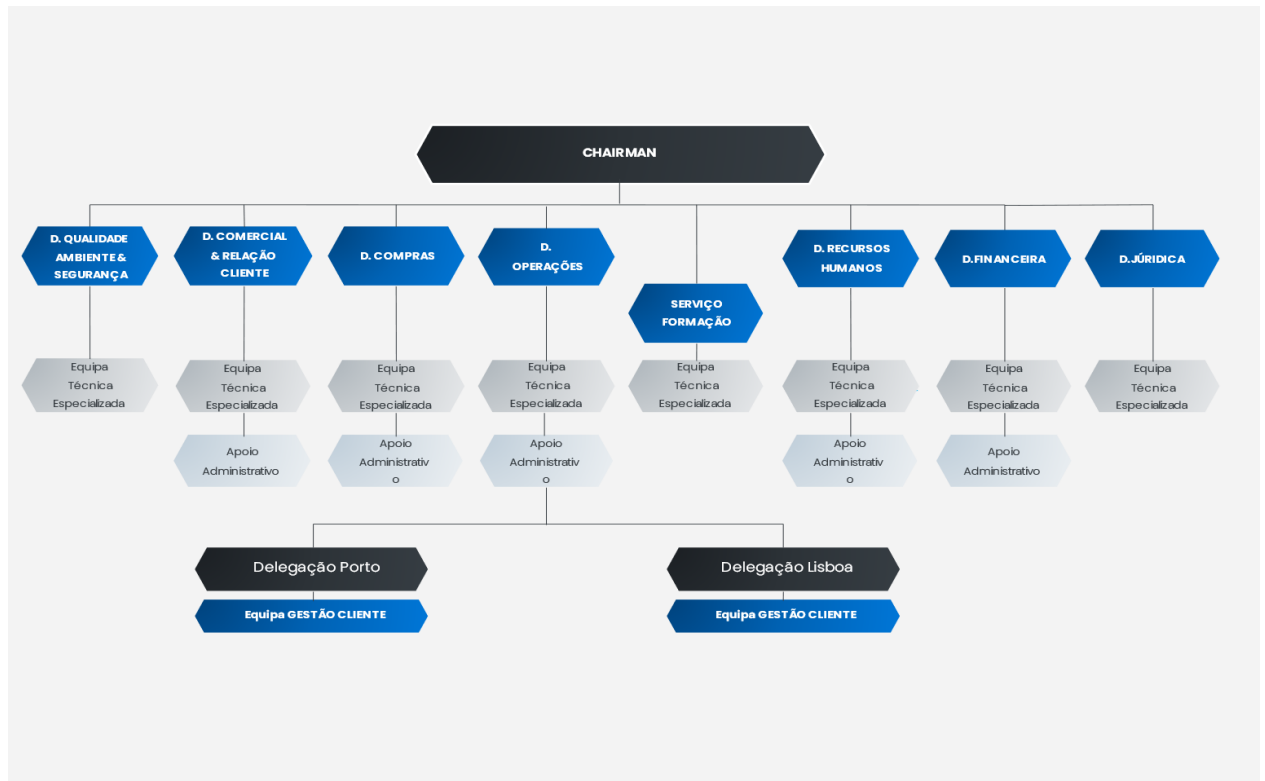 CHAIRMAN
D. QUALIDADE
AMBIENTE &
SEGURANÇA
D. COMERCIAL
& RELAÇÃO
CLIENTE
D. COMPRAS
D.
OPERAÇÕES
SERVIÇO
FORMAÇÃO
D. RECURSOS
HUMANOS
D.FINANCEIRA
D.JÚRIDICA
Equipa
Técnica
Especializada
Equipa
Técnica
Especializada
Equipa
Técnica
Especializada
Equipa
Técnica
Especializada
Equipa
Técnica
Especializada
Equipa
Técnica
Especializada
Equipa
Técnica
Especializada
Equipa
Técnica
Especializada
Apoio
Administrativo
Apoio
Administrativ
o
Apoio
Administrativ
o
Apoio
Administrativ
o
Apoio
Administrativo
Delegação Porto
Equipa GESTÃO CLIENTE
Delegação Lisboa
Equipa GESTÃO CLIENTE